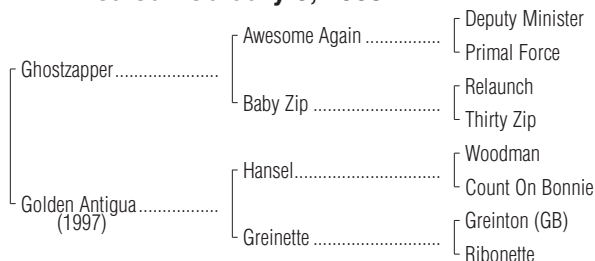 Deputy Minister
Awesome Again ..................
Primal Force
Ghostzapper........................
Relaunch
Baby Zip ..............................
Thirty Zip
Woodman
Hansel..................................
Count On Bonnie
Golden Antigua..................
(1997)
Greinton (GB)
Greinette ..............................
Ribonette